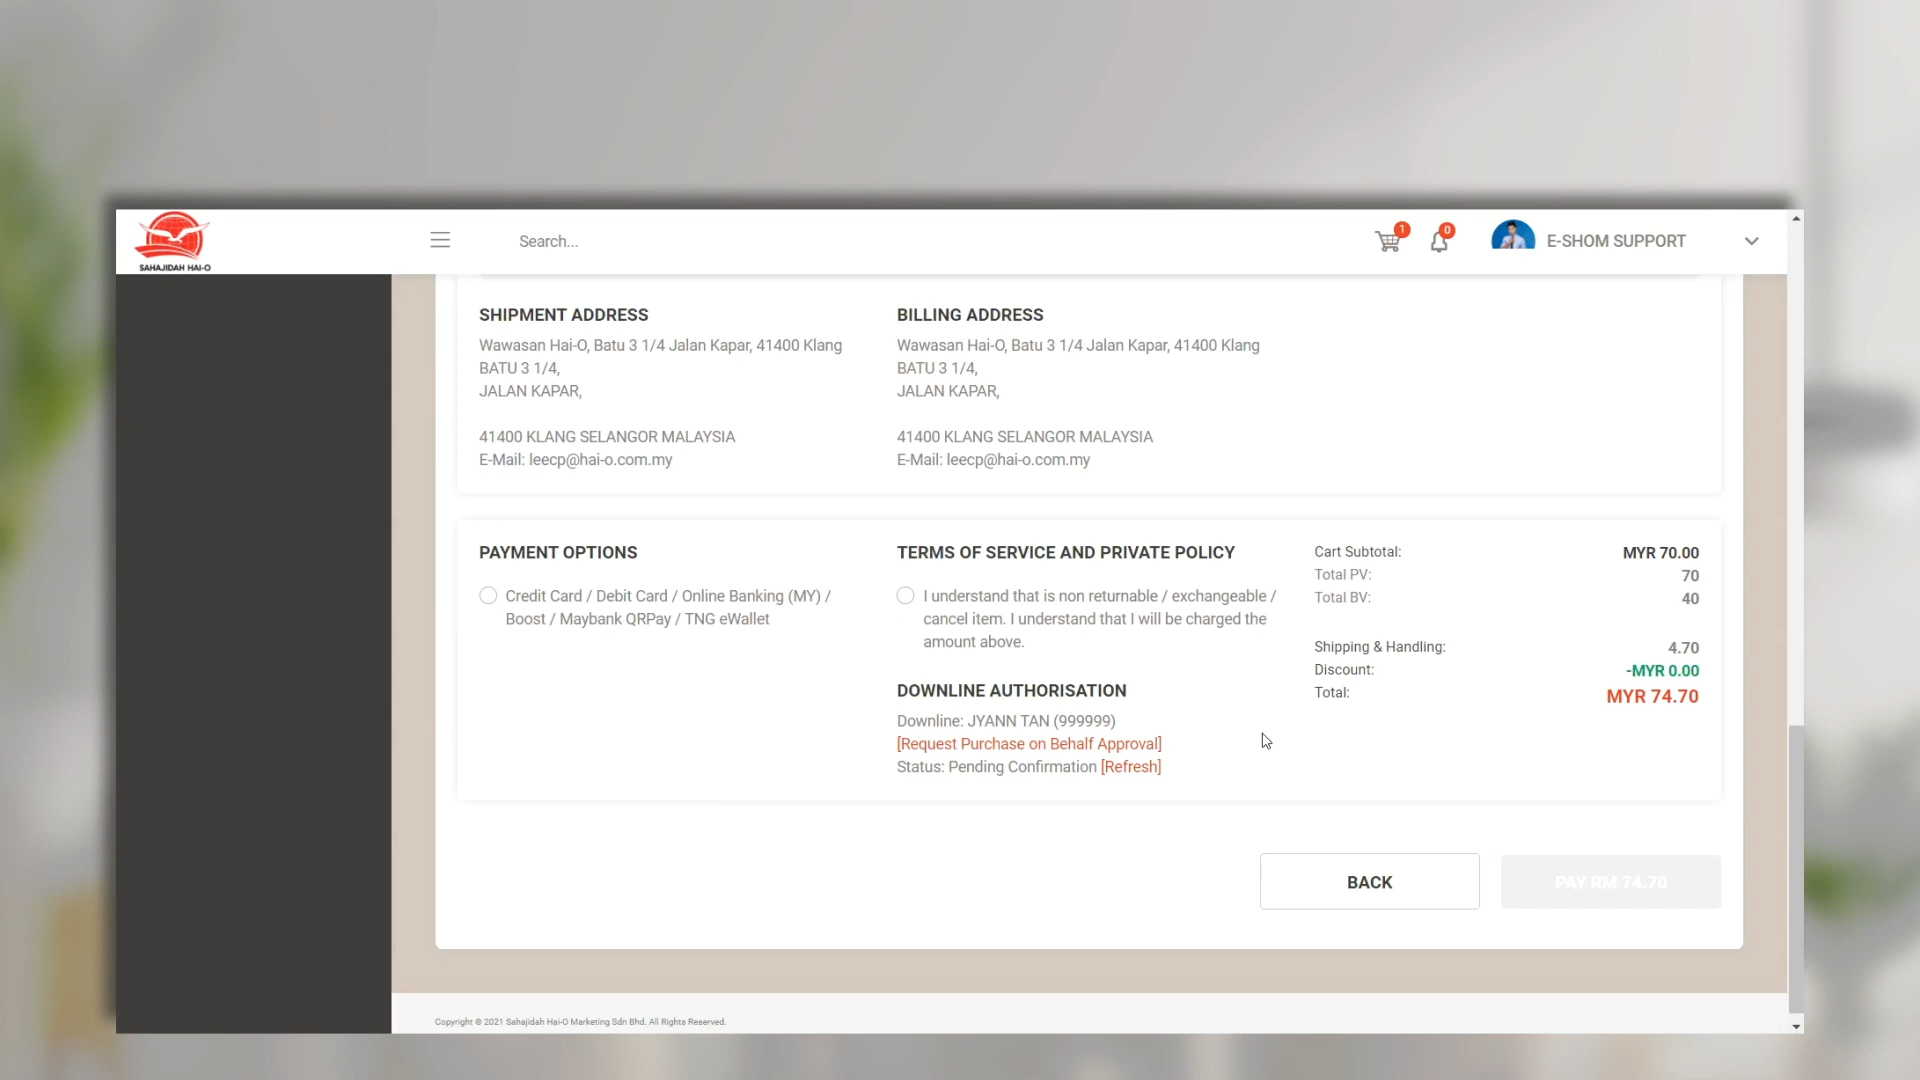 SAHAJIDAH HAI-O
Search...
1
0
E-SHOM SUPPORT
SHIPMENT ADDRESS
Wawasan Hai-O, Batu 3 1/4 Jalan Kapar, 41400 Klang
BATU 3 1/4,
JALAN KAPAR,
41400 KLANG SELANGOR MALAYSIA
E-Mail: leecp@hai-o.com.my
BILLING ADDRESS
Wawasan Hai-O, Batu 3 1/4 Jalan Kapar, 41400 Klang
BATU 3 1/4,
JALAN KAPAR,
41400 KLANG SELANGOR MALAYSIA
E-Mail: leecp@hai-o.com.my
PAYMENT OPTIONS
Credit Card / Debit Card / Online Banking (MY) /
Boost / Maybank QRPay / TNG eWallet
TERMS OF SERVICE AND PRIVATE POLICY
I understand that is non returnable / exchangeable /
cancel item. I understand that I will be charged the
amount above.
DOWNLINE AUTHORISATION
Downline: JYANN TAN (999999)
[Request Purchase on Behalf Approval]
Status: Pending Confirmation [Refresh]
Cart Subtotal: MYR 70.00
Total PV: 70
Total BV: 40
Shipping & Handling: 4.70
Discount: -MYR 0.00
Total: MYR 74.70
BACK
PAY RM 74.70
Copyright © 2021 Sahajidah Hai-O Marketing Sdn Bhd. All Rights Reserved.